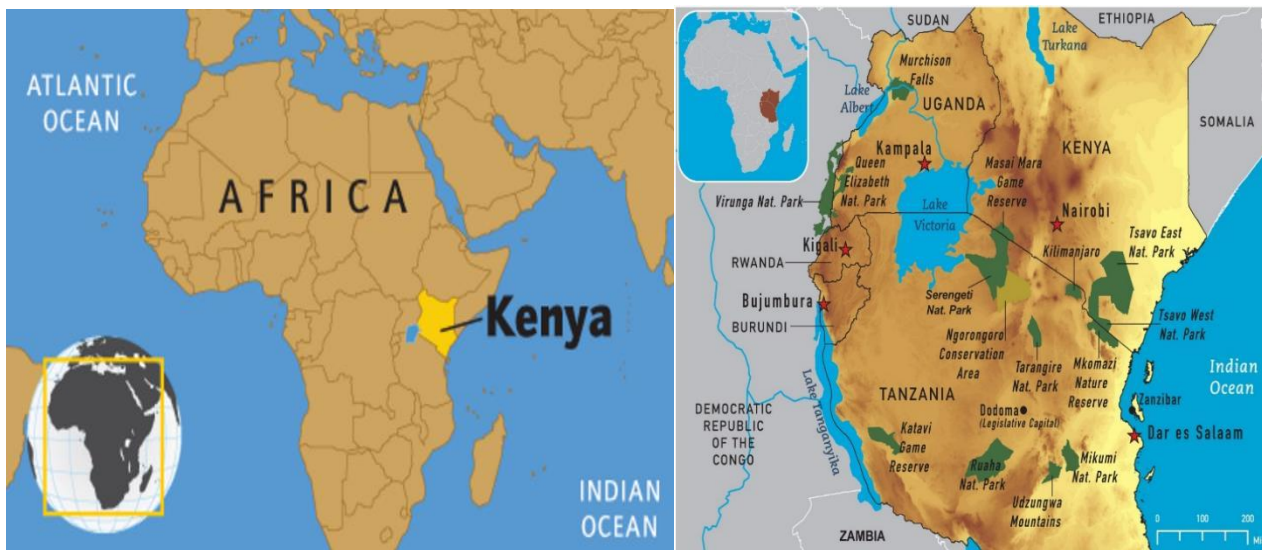 ATLANTIC
OCEAN
AFRICA
Kenya
INDIAN
OCEAN
SUDAN
ETHIOPIA
Lake
Turkana
Murchison
Falls
Lake
Albert
UGANDA
SOMALIA
KENYA
Kampala
Queen
Elizabeth
Nat. Park
Masai Mara
Game
Reserve
Virunga Nat. Park
Lake
Victoria
Nairobi
Kigali
Kilimanjaro
Tsavo East
Nat. Park
RWANDA
Bujumbura
Serengeti
Nat. Park
BURUNDI
Tsavo West
Nat. Park
Ngorongoro
Conservation
Area
Tarangire
Nat. Park
Mkomazi
Nature
Reserve
Indian
Ocean
Lake Tanganyika
TANZANIA
Zanzibar
DEMOCRATIC
REPUBLIC
OF THE
CONGO
Dodoma
(Legislative Capital)
Dar es Salaam
Katavi
Game
Reserve
Ruaha
Nat. Park
Mikumi
Nat. Park
Udzungwa
Mountains
ZAMBIA
0 100 200
Mi